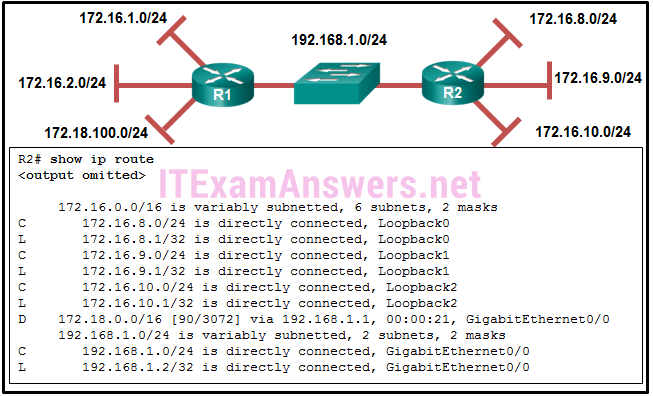 172.16.1.0/24
172.16.8.0/24
192.168.1.0/24
172.16.2.0/24
R1
R2
172.16.9.0/24
172.18.100.0/24
172.16.10.0/24
R2# show ip route
<output omitted>
ITExamAnswers.net
172.16.0.0/16 is variably subnetted, 6 subnets, 2 masks
C 172.16.8.0/24 is directly connected, Loopback0
L 172.16.8.1/32 is directly connected, Loopback0
C 172.16.9.0/24 is directly connected, Loopback1
L 172.16.9.1/32 is directly connected, Loopback1
C 172.16.10.0/24 is directly connected, Loopback2
L 172.16.10.1/32 is directly connected, Loopback2
D 172.18.0.0/16 [90/3072] via 192.168.1.1, 00:00:21, GigabitEthernet0/0
192.168.1.0/24 is variably subnetted, 2 subnets, 2 masks
C 192.168.1.0/24 is directly connected, GigabitEthernet0/0
L 192.168.1.2/32 is directly connected, GigabitEthernet0/0